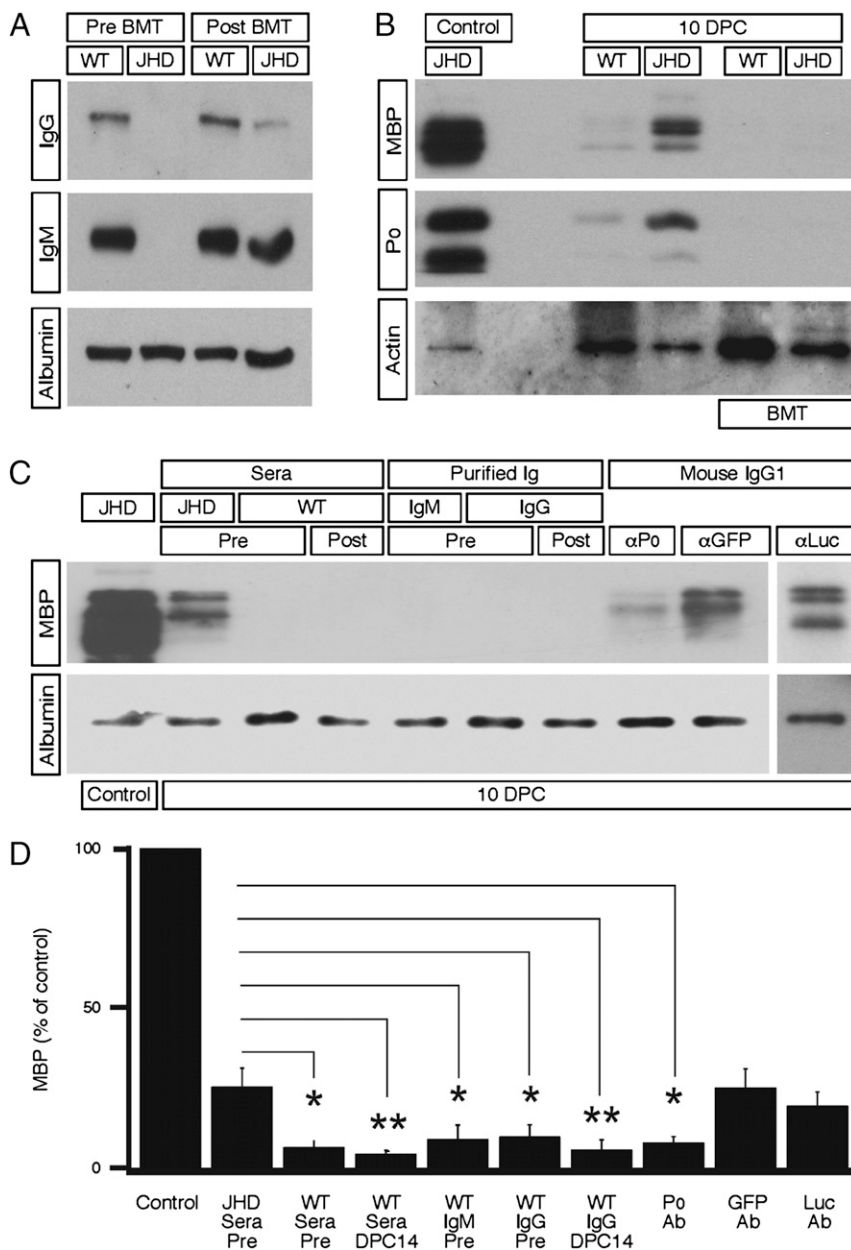 A
Pre BMT Post BMT
WT JHD WT JHD
IgG
IgM
Albumin
B
Control 10 DPC
JHD WT JHD WT JHD
MBP
Po
Actin
BMT
C
Sera Purified Ig Mouse IgG1
JHD JHD WT IgM IgG
Pre Post Pre Post αPo αGFP αLuc
MBP
Albumin
Control 10 DPC
D
MBP (% of control)
100
50
0
* ** * * ** *
Control JHD Sera Pre WT Sera Pre WT Sera DPC14 WT IgM Pre WT IgG Pre WT IgG DPC14 Po Ab GFP Ab Luc Ab